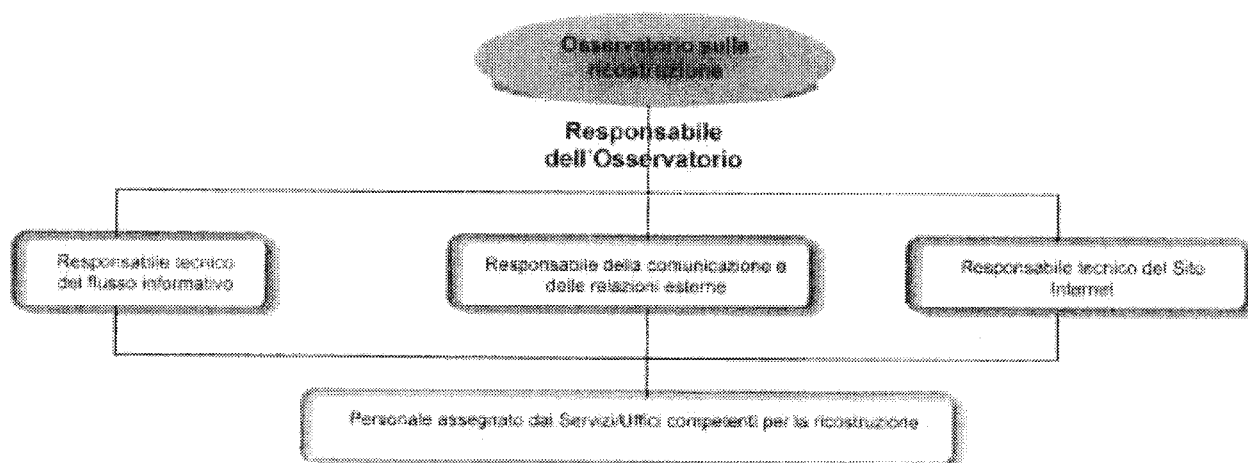 Osservatorio sulla
ricostruzione
Responsabile
dell'Osservatorio
Responsabile tecnico
del flusso informativo
Responsabile della comunicazione e
delle relazioni esterne
Responsabile tecnico del Sito
Internet
Personale assegnato dai Servizi/Uffici competenti per la ricostruzione